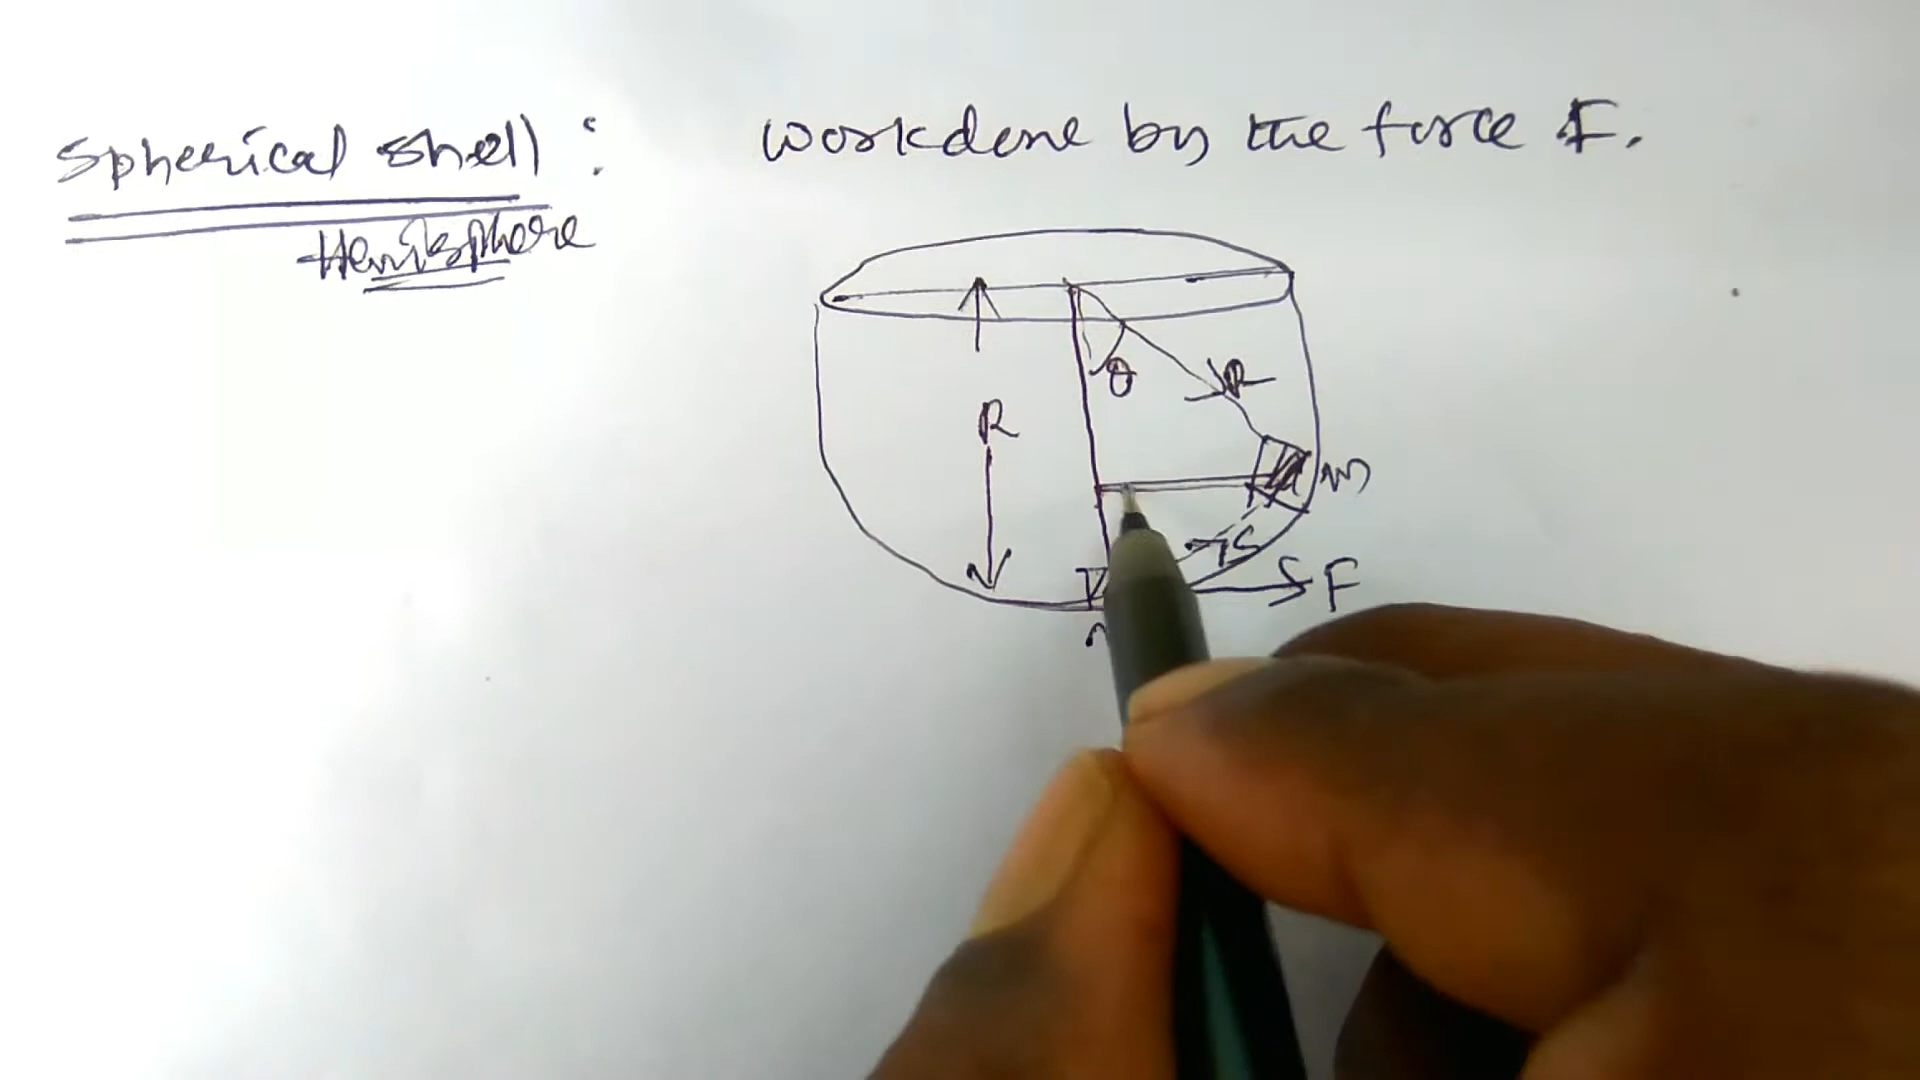 Spherical shell :
Hemisphere
workdone by the force F.
θ
R
R
m
S
F